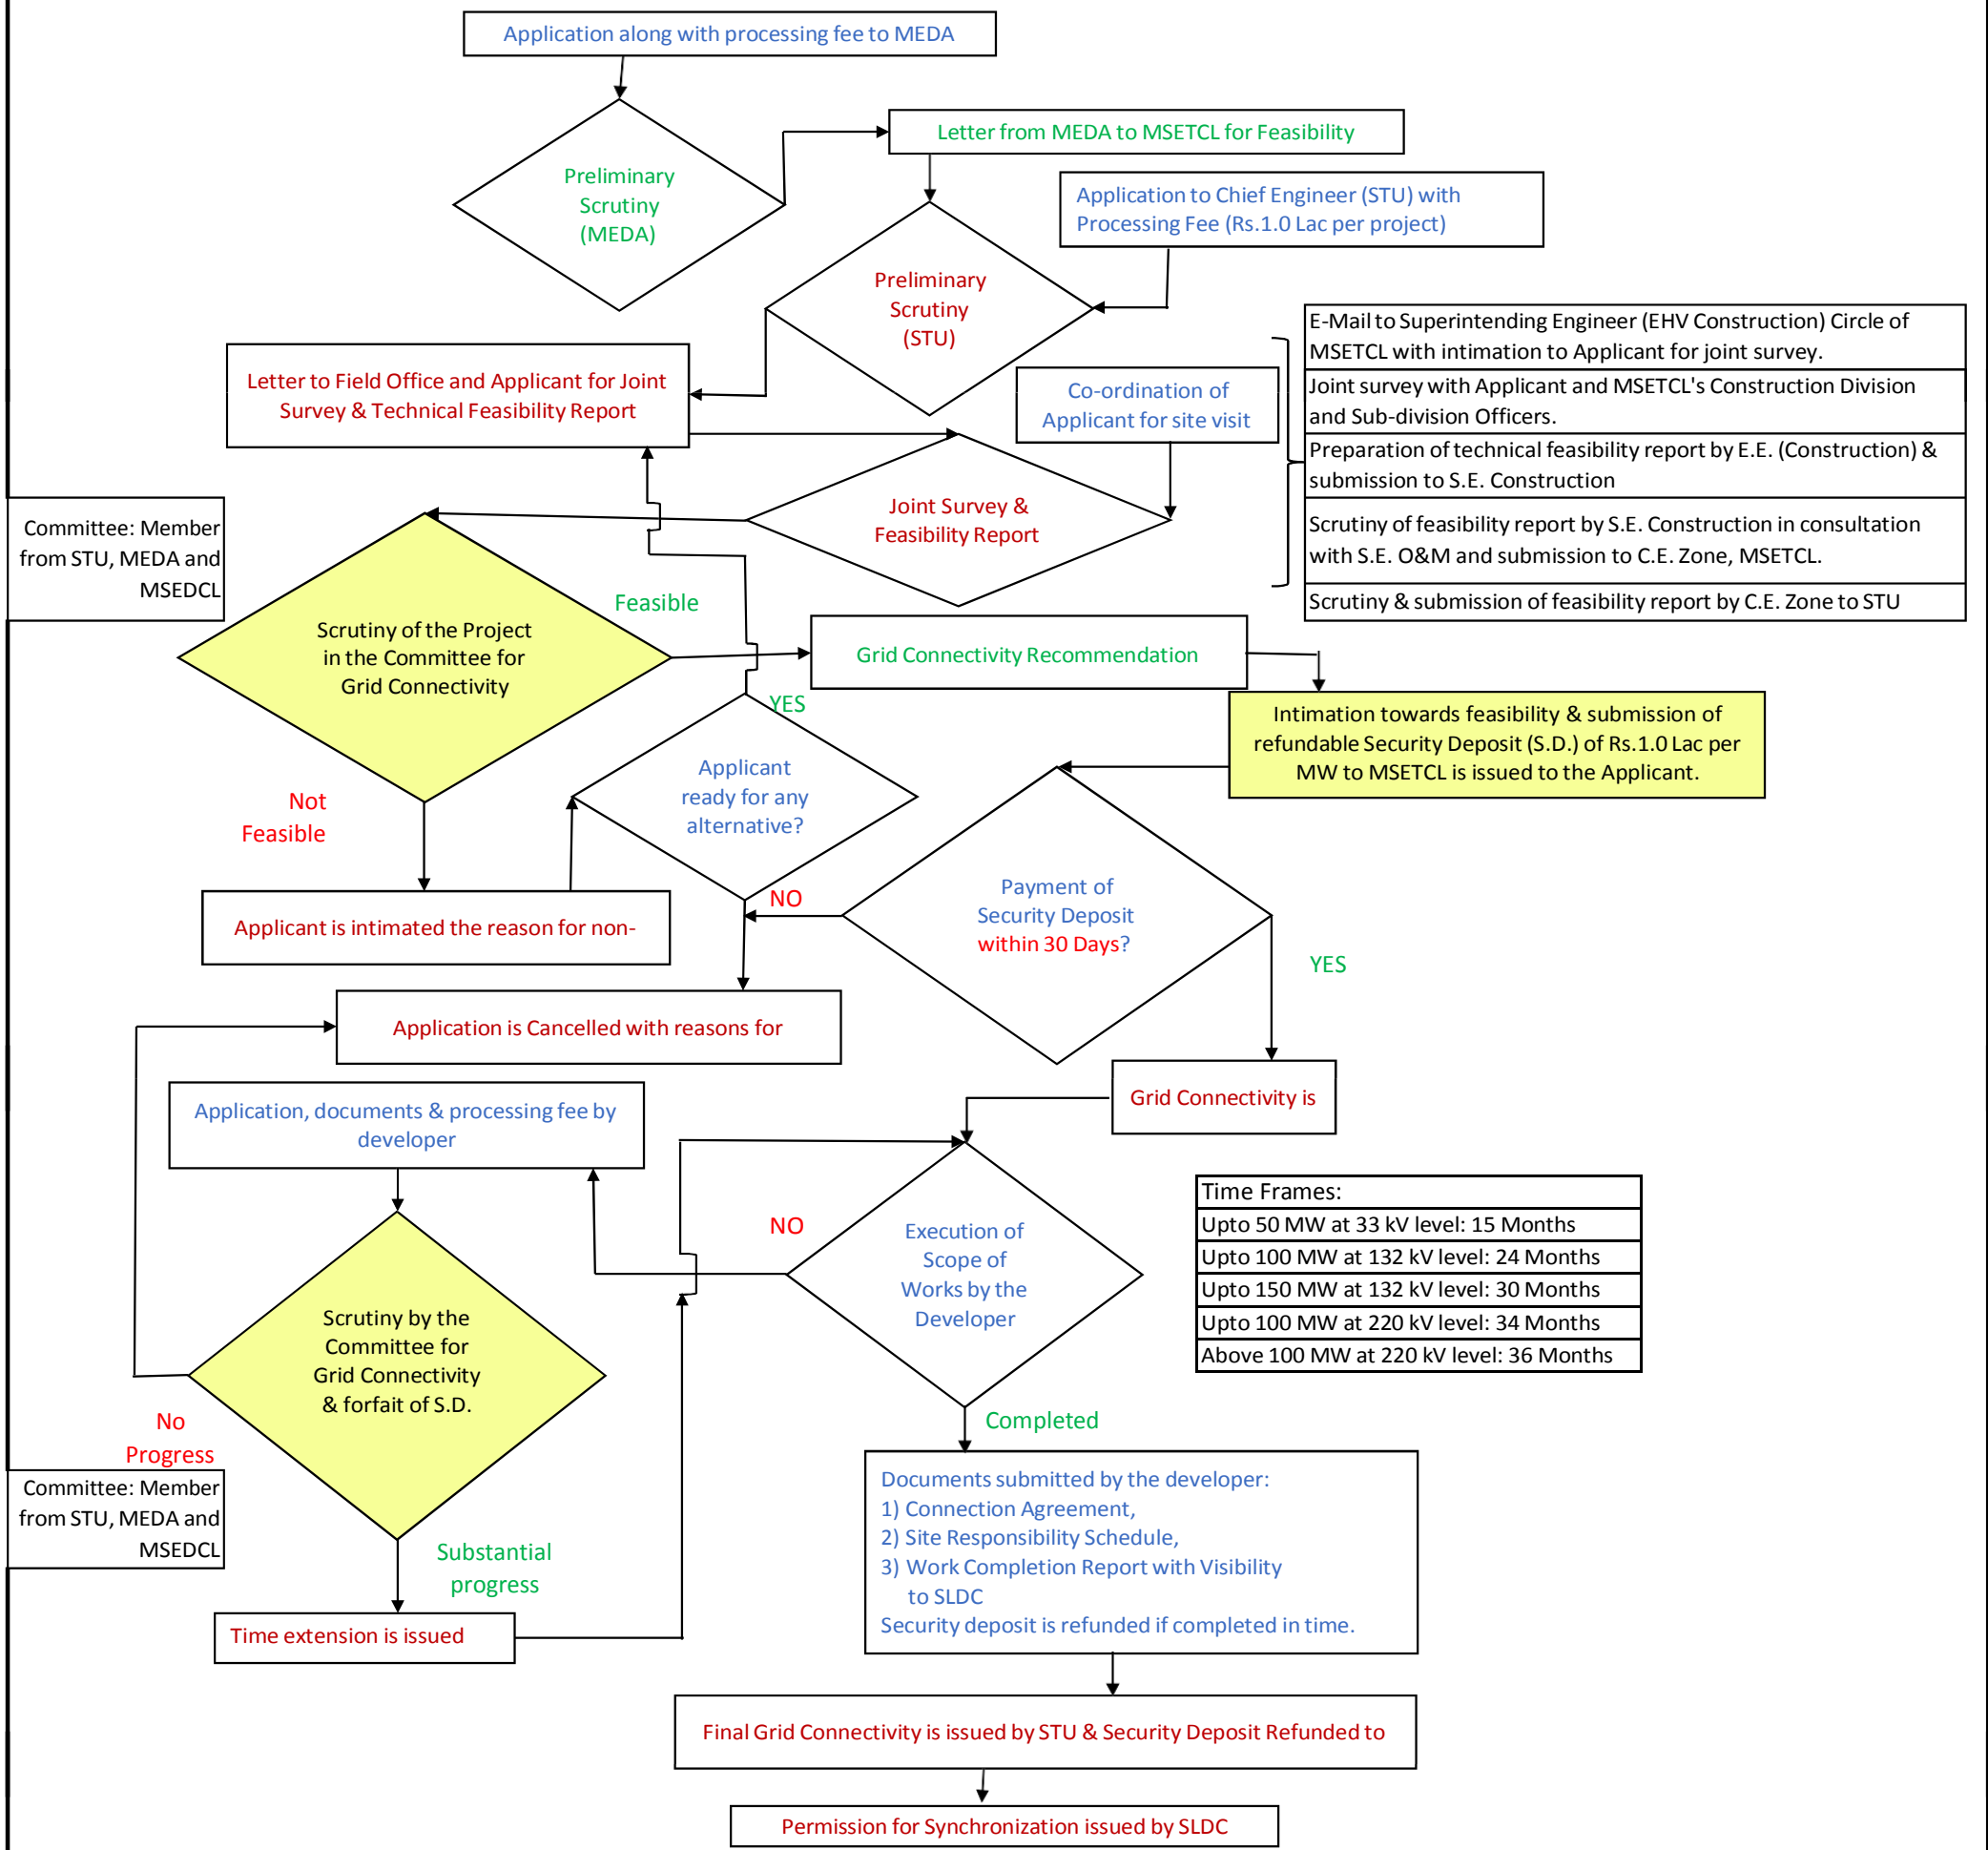 Application along with processing fee to MEDA
Letter from MEDA to MSETCL for Feasibility
Preliminary
Scrutiny
(MEDA)
Application to Chief Engineer (STU) with
Processing Fee (Rs.1.0 Lac per project)
Preliminary
Scrutiny
(STU)
E-Mail to Superintending Engineer (EHV Construction) Circle of
MSETCL with intimation to Applicant for joint survey.
Joint survey with Applicant and MSETCL's Construction Division
and Sub-division Officers.
Preparation of technical feasibility report by E.E. (Construction) &
submission to S.E. Construction
Scrutiny of feasibility report by S.E. Construction in consultation
with S.E. O&M and submission to C.E. Zone, MSETCL.
Scrutiny & submission of feasibility report by C.E. Zone to STU
Letter to Field Office and Applicant for Joint
Survey & Technical Feasibility Report
Co-ordination of
Applicant for site visit
Joint Survey &
Feasibility Report
Committee: Member
from STU, MEDA and
MSEDCL
Feasible
Scrutiny of the Project
in the Committee for
Grid Connectivity
Grid Connectivity Recommendation
YES
Intimation towards feasibility & submission of
refundable Security Deposit (S.D.) of Rs.1.0 Lac per
MW to MSETCL is issued to the Applicant.
Applicant
ready for any
alternative?
Not
Feasible
NO
Payment of
Security Deposit
within 30 Days?
YES
Applicant is intimated the reason for non-
Application is Cancelled with reasons for
Grid Connectivity is
Application, documents & processing fee by
developer
NO
Execution of
Scope of
Works by the
Developer
Time Frames:
Upto 50 MW at 33 kV level: 15 Months
Upto 100 MW at 132 kV level: 24 Months
Upto 150 MW at 132 kV level: 30 Months
Upto 100 MW at 220 kV level: 34 Months
Above 100 MW at 220 kV level: 36 Months
Scrutiny by the
Committee for
Grid Connectivity
& forfait of S.D.
No
Progress
Completed
Committee: Member
from STU, MEDA and
MSEDCL
Substantial
progress
Documents submitted by the developer:
1) Connection Agreement,
2) Site Responsibility Schedule,
3) Work Completion Report with Visibility
to SLDC
Security deposit is refunded if completed in time.
Time extension is issued
Final Grid Connectivity is issued by STU & Security Deposit Refunded to
Permission for Synchronization issued by SLDC